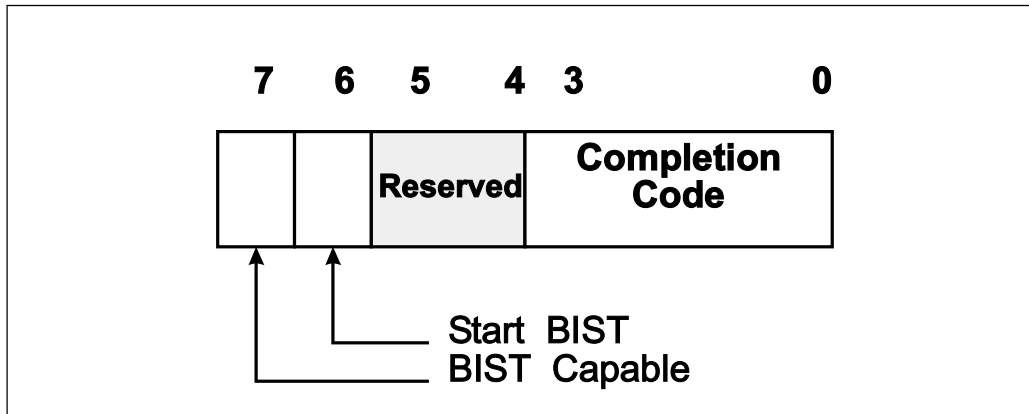 7 6 5 4 3 0
Reserved
Completion
Code
Start BIST
BIST Capable